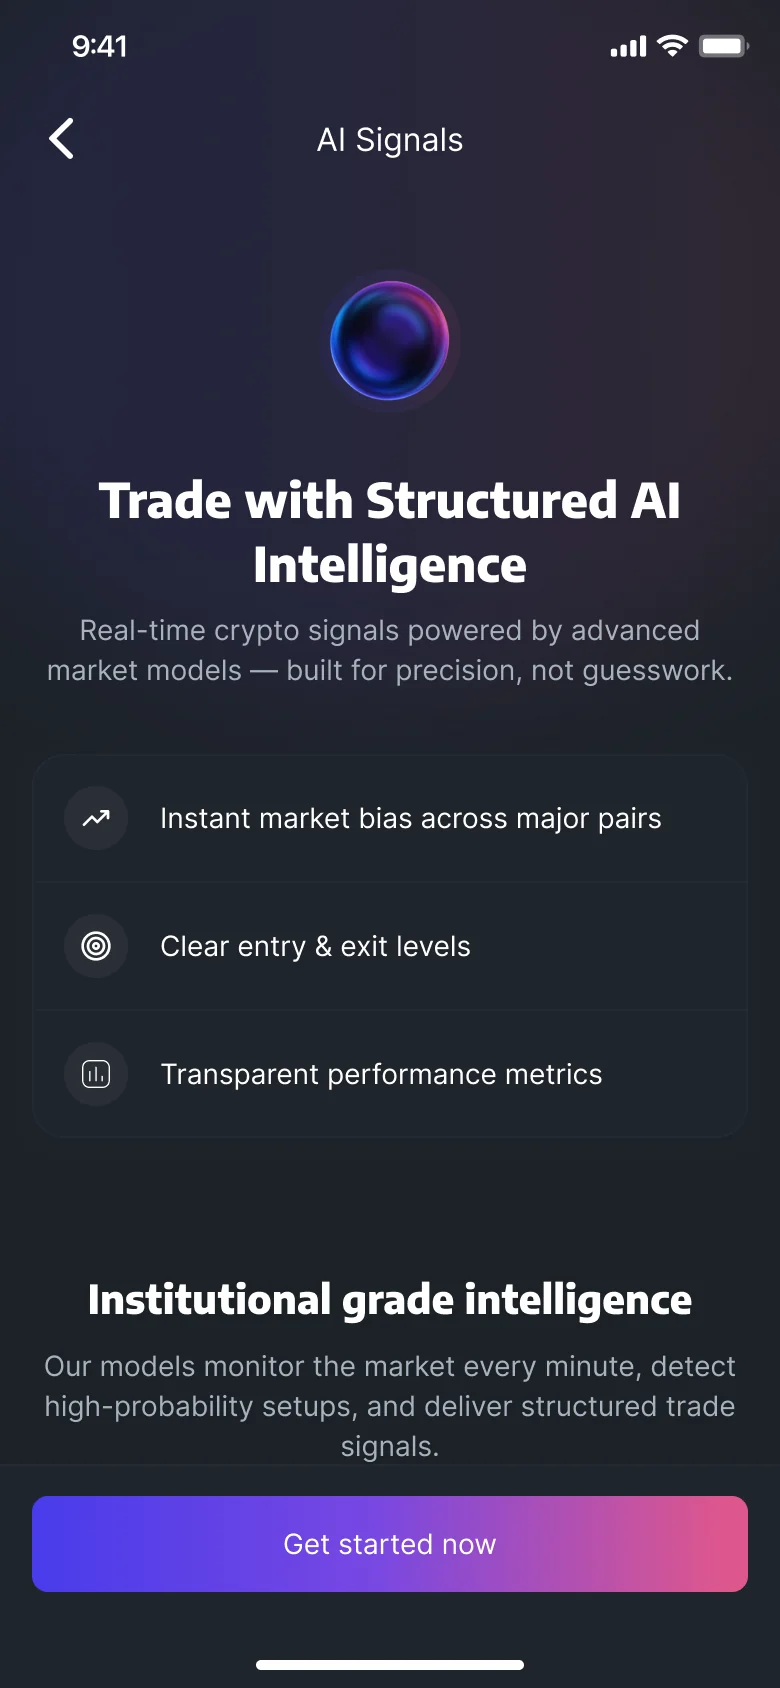 9:41
AI Signals
Trade with Structured AI
Intelligence
Real-time crypto signals powered by advanced
market models — built for precision, not guesswork.
Instant market bias across major pairs
Clear entry & exit levels
Transparent performance metrics
Institutional grade intelligence
Our models monitor the market every minute, detect
high-probability setups, and deliver structured trade
signals.
Get started now